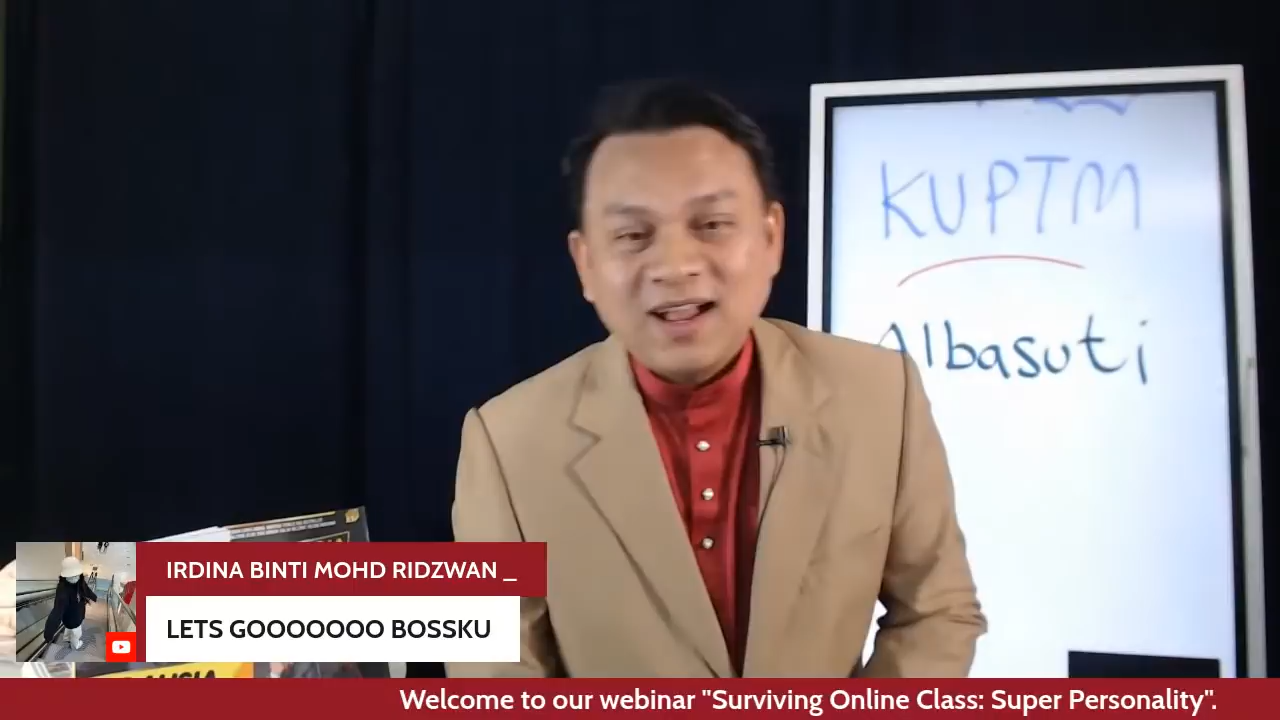 KUPTM
Albasuti
IRDINA BINTI MOHD RIDZWAN _
LETS GOOOOOOO BOSSKU
Welcome to our webinar "Surviving Online Class: Super Personality".